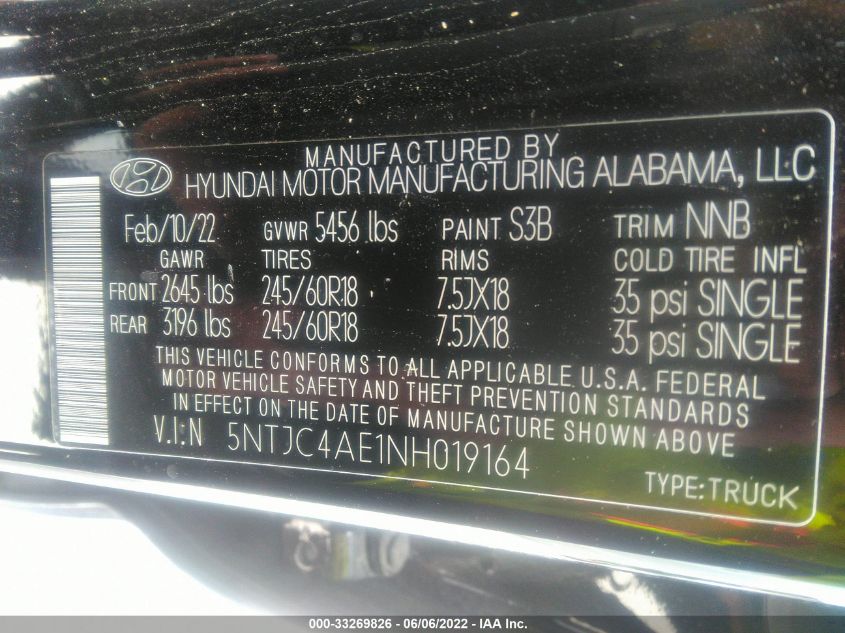 MANUFACTURED BY
HYUNDAI MOTOR MANUFACTURING ALABAMA, LLC
Feb/10/22 GVWR 5456 lbs PAINT S3B TRIM NNB
GAWR TIRES RIMS COLD TIRE INFL
FRONT 2645 lbs 245/60R18 7.5JX18 35 psi SINGLE
REAR 3196 lbs 245/60R18 7.5JX18 35 psi SINGLE
THIS VEHICLE CONFORMS TO ALL APPLICABLE U.S.A. FEDERAL
MOTOR VEHICLE SAFETY AND THEFT PREVENTION STANDARDS
IN EFFECT ON THE DATE OF MANUFACTURE SHOWN ABOVE
V.I:N 5NTJC4AE1NH019164
TYPE:TRUCK
000-33269826 - 06/06/2022 - IAA Inc.